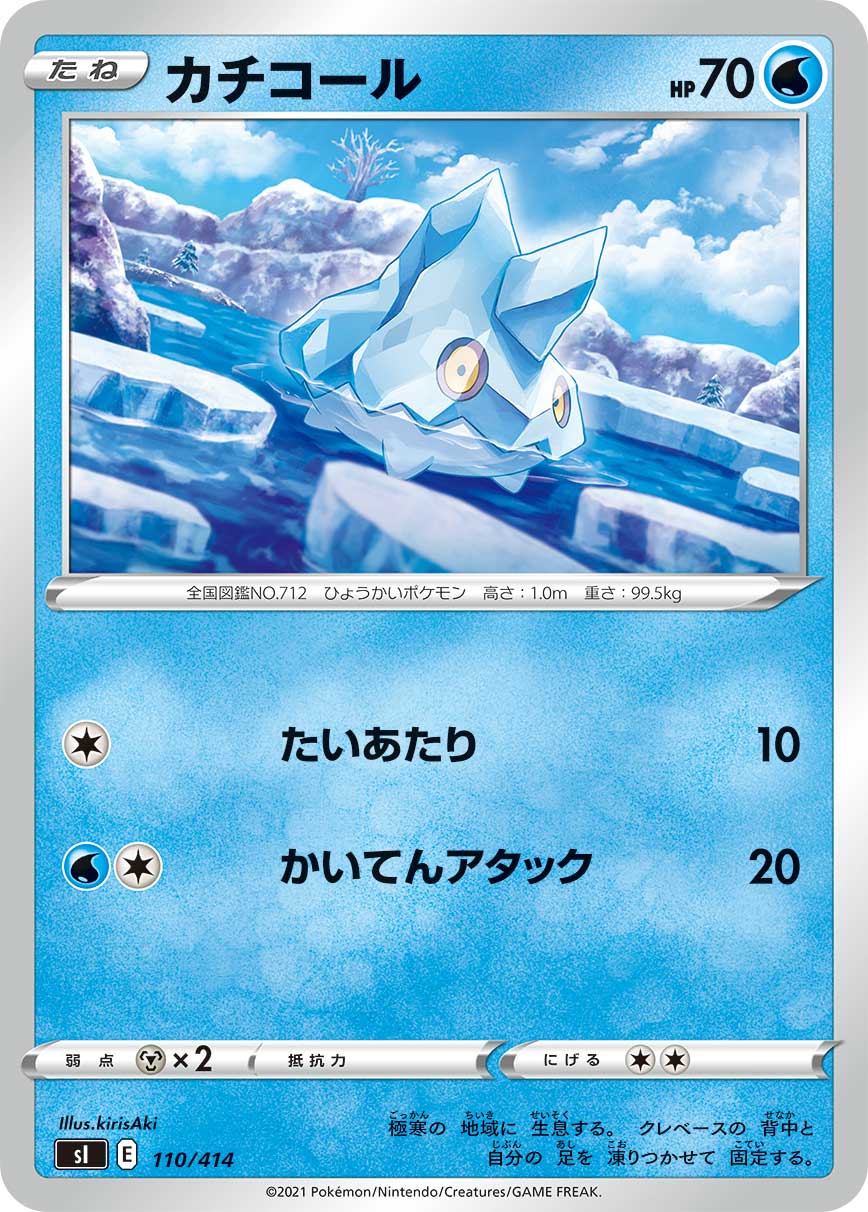 たね カチコール HP70
全国図鑑NO.712 ひょうかいポケモン 高さ:1.0m 重さ:99.5kg
たいあたり 10
かいてんアタック 20
弱点 ×2 抵抗力 にげる
Illus.kirisAki
sI E 110/414
極寒の 地域に 生息する。 クレベースの 背中と
自分の 足を 凍りつかせて 固定する。
©2021 Pokémon/Nintendo/Creatures/GAME FREAK.